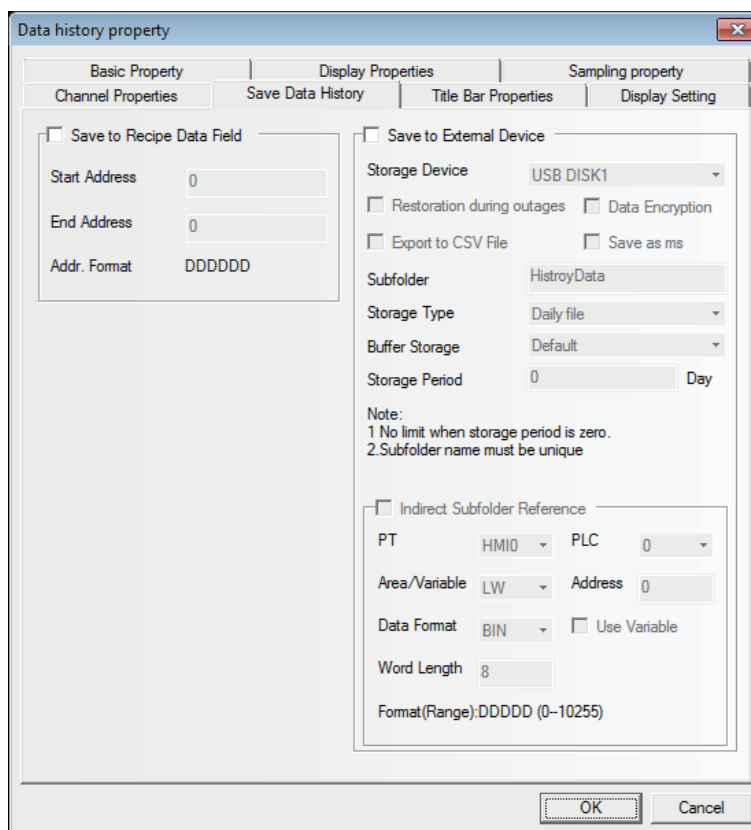 Data history property
Basic Property Display Properties Sampling property
Channel Properties Save Data History Title Bar Properties Display Setting
Save to Recipe Data Field
Start Address 0
End Address 0
Addr. Format DDDDDD
Save to External Device
Storage Device USB DISK1
Restoration during outages Data Encryption
Export to CSV File Save as ms
Subfolder HistroyData
Storage Type Daily file
Buffer Storage Default
Storage Period 0 Day
Note:
1 No limit when storage period is zero.
2.Subfolder name must be unique
Indirect Subfolder Reference
PT HMI0 PLC 0
Area/Variable LW Address 0
Data Format BIN Use Variable
Word Length 8
Format(Range):DDDDD (0--10255)
OK Cancel